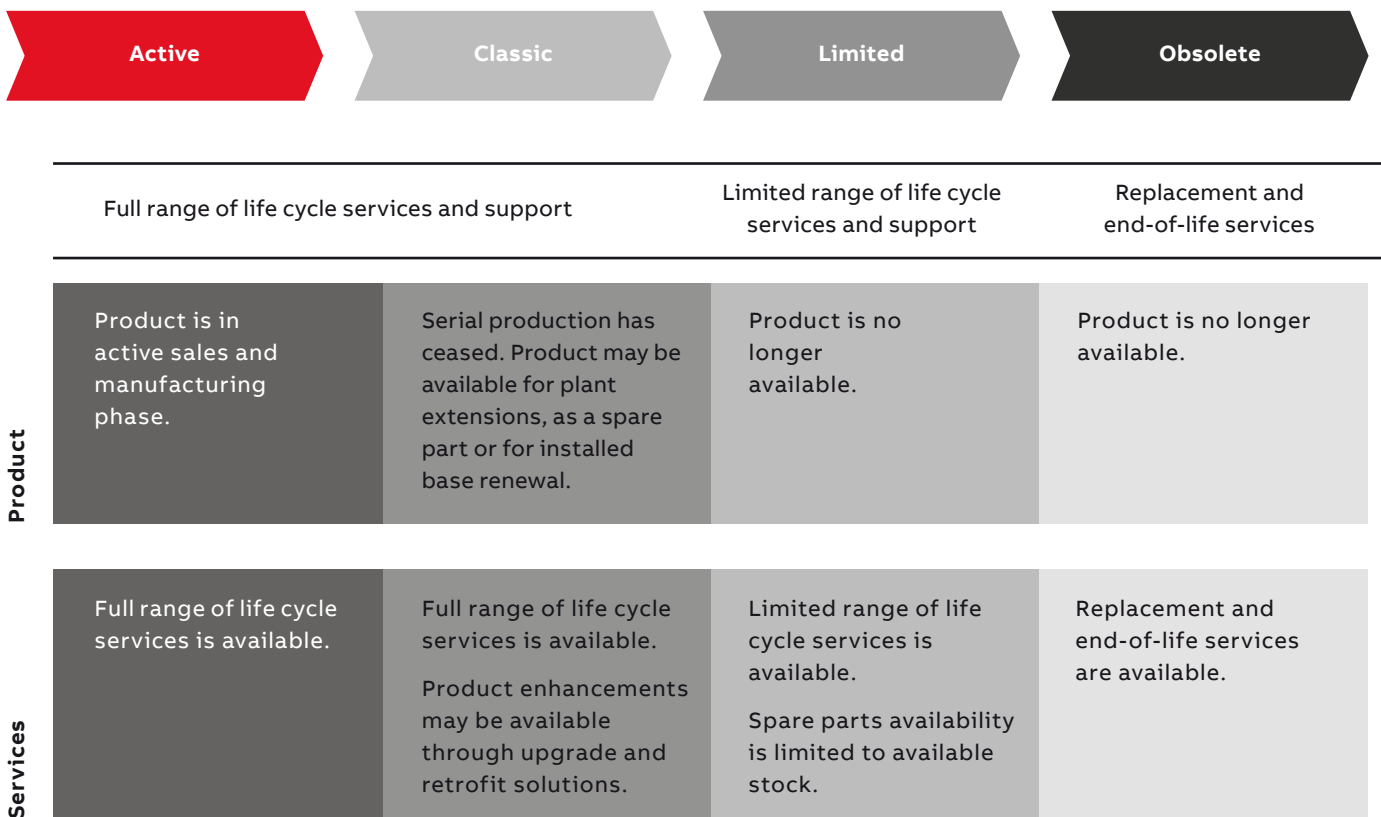 Active
Classic
Limited
Obsolete
Full range of life cycle services and support
Limited range of life cycle
services and support
Replacement and
end-of-life services
Product
Product is in
active sales and
manufacturing
phase.
Serial production has
ceased. Product may be
available for plant
extensions, as a spare
part or for installed
base renewal.
Product is no
longer
available.
Product is no longer
available.
Services
Full range of life cycle
services is available.
Full range of life cycle
services is available.
Product enhancements
may be available
through upgrade and
retrofit solutions.
Limited range of life
cycle services is
available.
Spare parts availability
is limited to available
stock.
Replacement and
end-of-life services
are available.